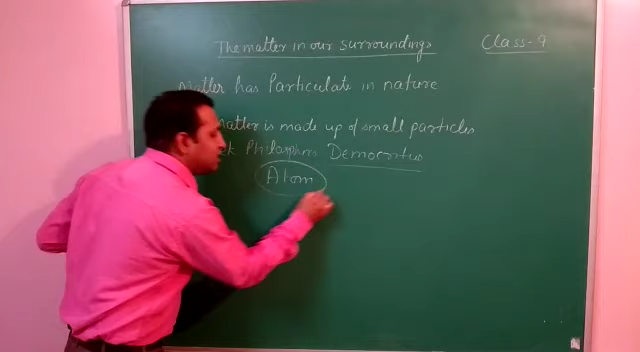 The matter in our surroundings
Class-9
Matter has Particulate in nature
matter is made up of small particles
Democritus
Atom